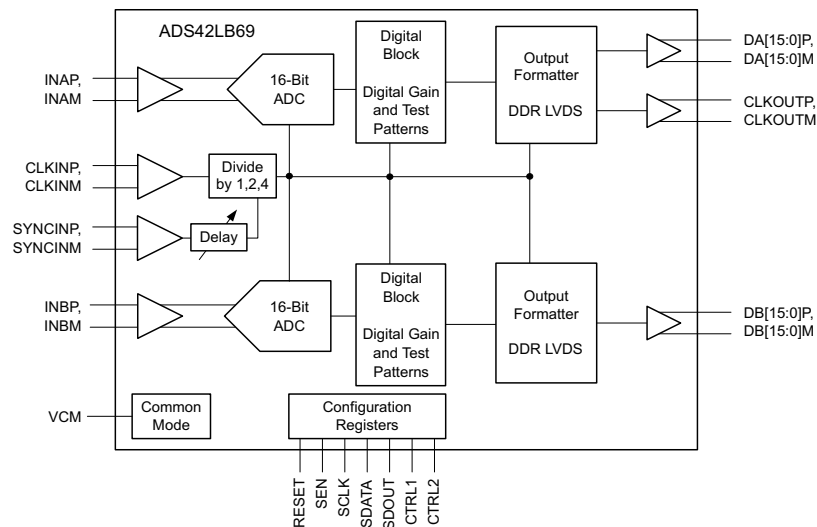 ADS42LB69
INAP,
INAM
16-Bit
ADC
Digital
Block
Digital Gain
and Test
Patterns
Output
Formatter
DDR LVDS
DA[15:0]P,
DA[15:0]M
CLKOUTP,
CLKOUTM
CLKINP,
CLKINM
Divide
by 1,2,4
SYNCINP,
SYNCINM
Delay
INBP,
INBM
16-Bit
ADC
Digital
Block
Digital Gain
and Test
Patterns
Output
Formatter
DDR LVDS
DB[15:0]P,
DB[15:0]M
VCM
Common
Mode
Configuration
Registers
RESET
SEN
SCLK
SDATA
SDOUT
CTRL1
CTRL2